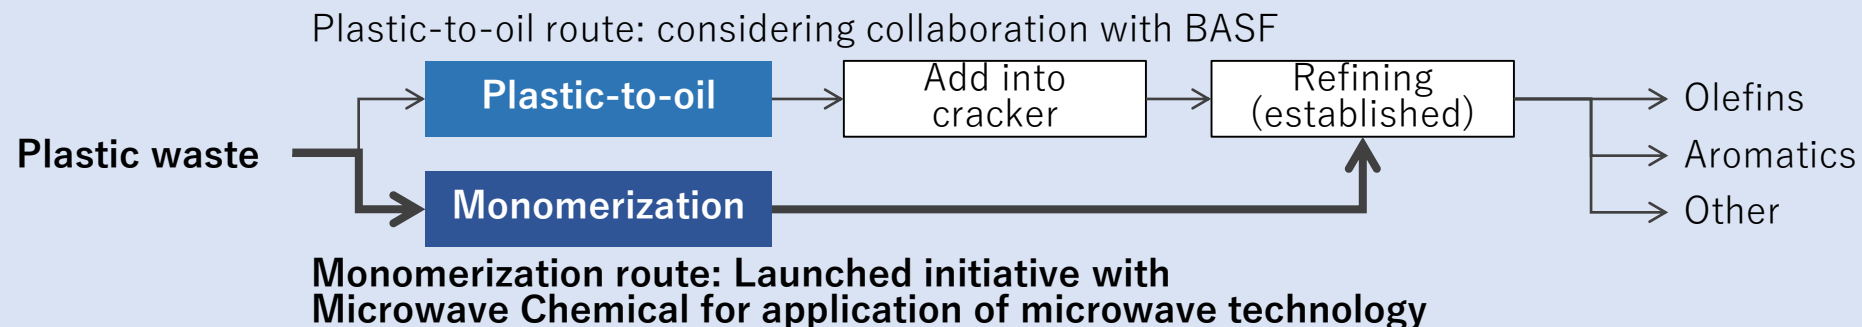 Plastic-to-oil route: considering collaboration with BASF
Plastic waste
Plastic-to-oil
Add into
cracker
Refining
(established)
Olefins
Aromatics
Other
Monomerization
Monomerization route: Launched initiative with
Microwave Chemical for application of microwave technology